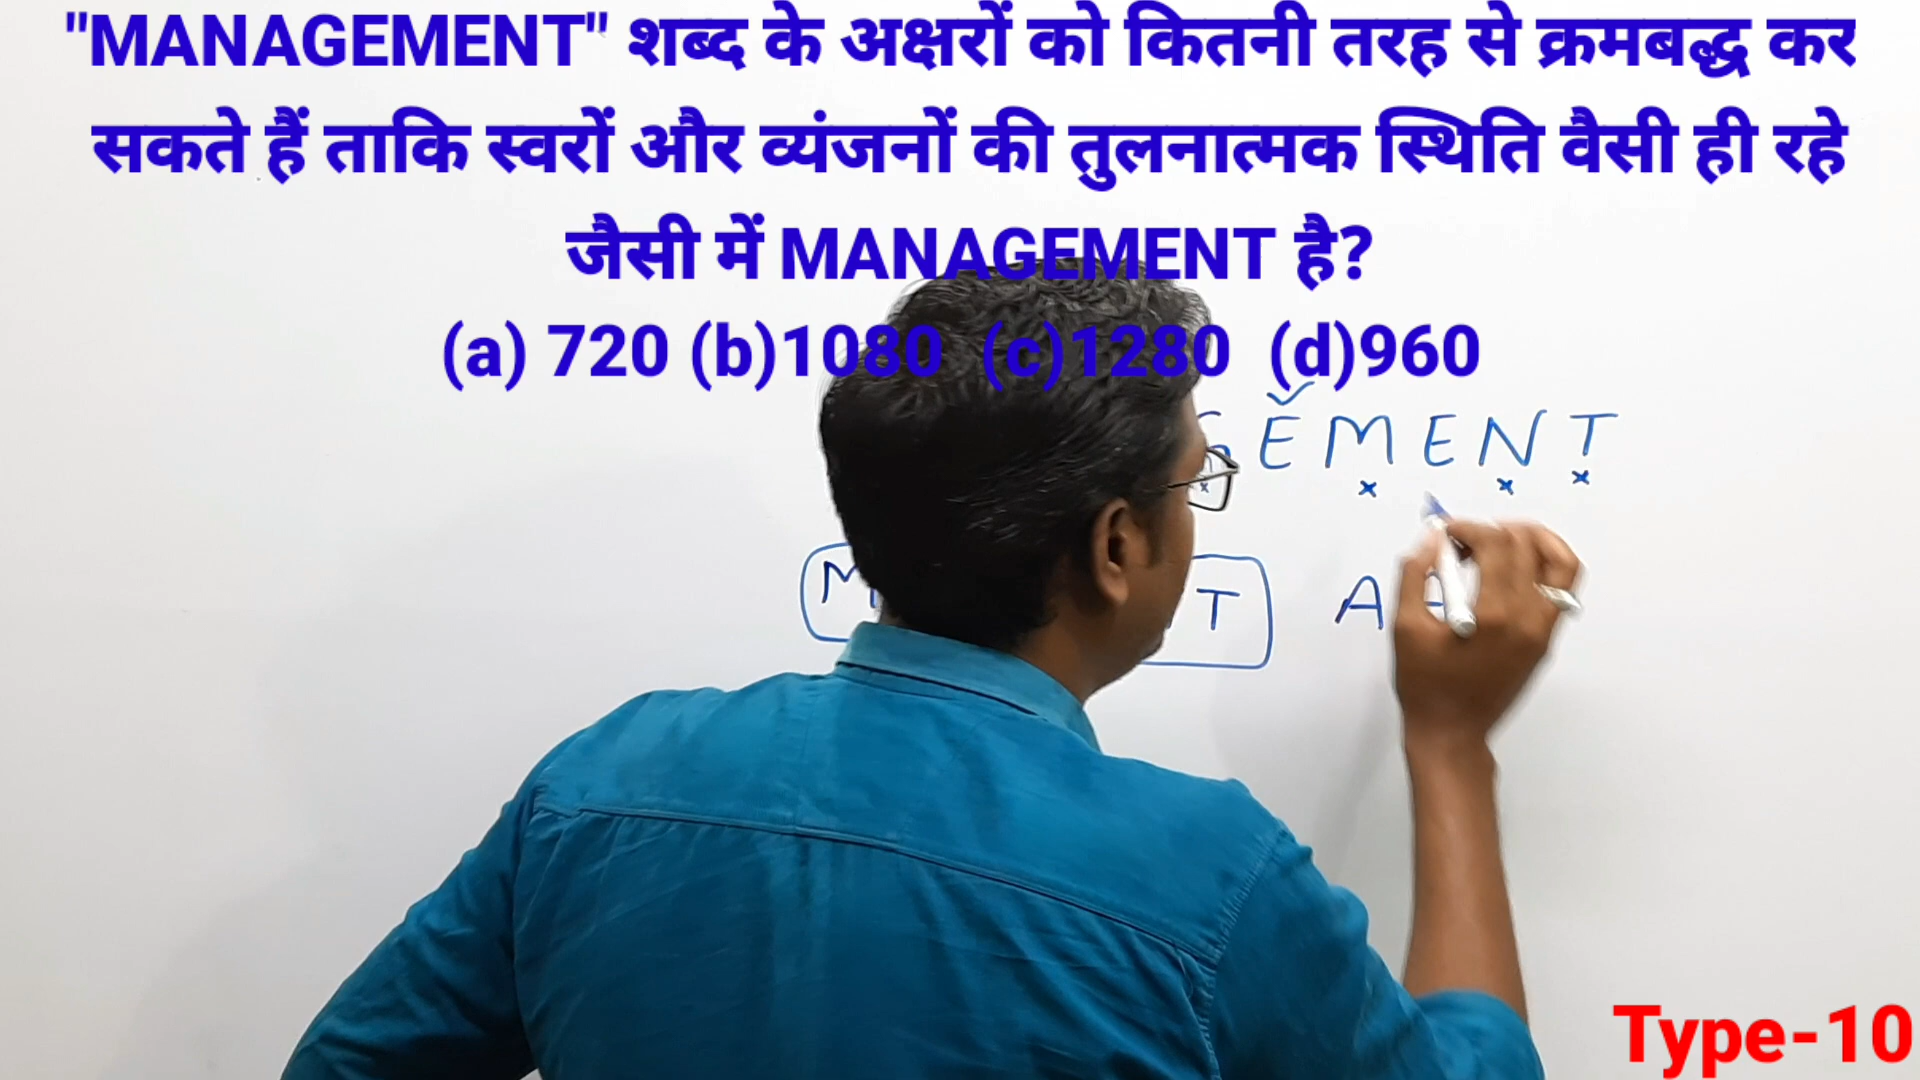 "MANAGEMENT" शब्द के अक्षरों को कितनी तरह से क्रमबद्ध कर
सकते हैं ताकि स्वरों और व्यंजनों की तुलनात्मक स्थिति वैसी ही रहे
जैसी में MANAGEMENT है?
(a) 720 (b)1080 (c)1280 (d)960
G E M E N T
M T A A
Type-10